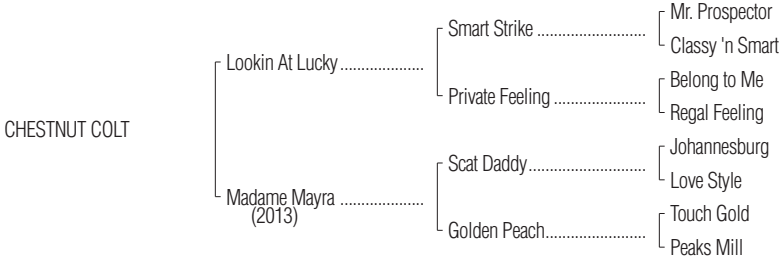 CHESTNUT COLT
Lookin At Lucky ....................
Madame Mayra ....................
(2013)
Smart Strike ..........................
Private Feeling ......................
Scat Daddy............................
Golden Peach........................
Mr. Prospector
Classy 'n Smart
Belong to Me
Regal Feeling
Johannesburg
Love Style
Touch Gold
Peaks Mill